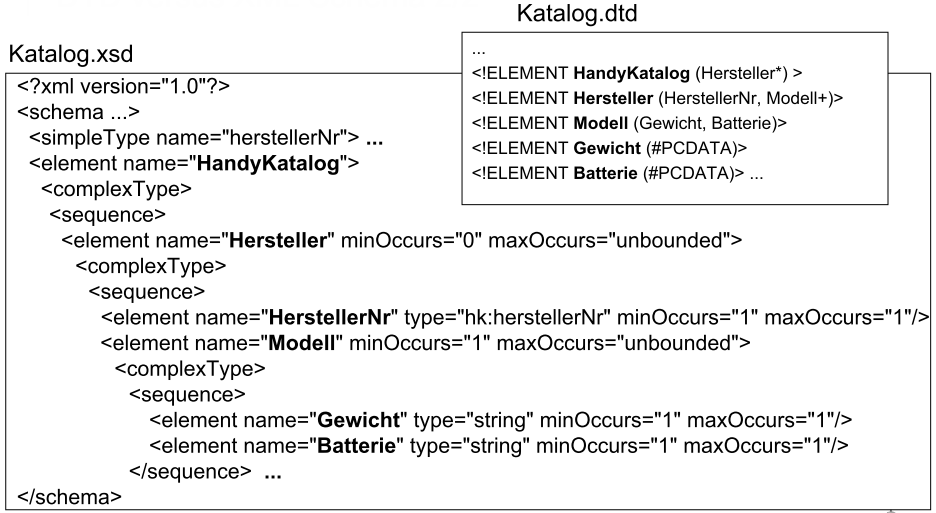 Katalog.dtd
...
<!ELEMENT HandyKatalog (Hersteller*) >
<!ELEMENT Hersteller (HerstellerNr, Modell+)>
<!ELEMENT Modell (Gewicht, Batterie)>
<!ELEMENT Gewicht (#PCDATA)>
<!ELEMENT Batterie (#PCDATA)> ...
Katalog.xsd
<?xml version="1.0"?>
<schema ...>
<simpleType name="herstellerNr"> ...
<element name="HandyKatalog">
<complexType>
<sequence>
<element name="Hersteller" minOccurs="0" maxOccurs="unbounded">
<complexType>
<sequence>
<element name="HerstellerNr" type="hk:herstellerNr" minOccurs="1" maxOccurs="1"/>
<element name="Modell" minOccurs="1" maxOccurs="unbounded">
<complexType>
<sequence>
<element name="Gewicht" type="string" minOccurs="1" maxOccurs="1"/>
<element name="Batterie" type="string" minOccurs="1" maxOccurs="1"/>
</sequence> ...
</schema>